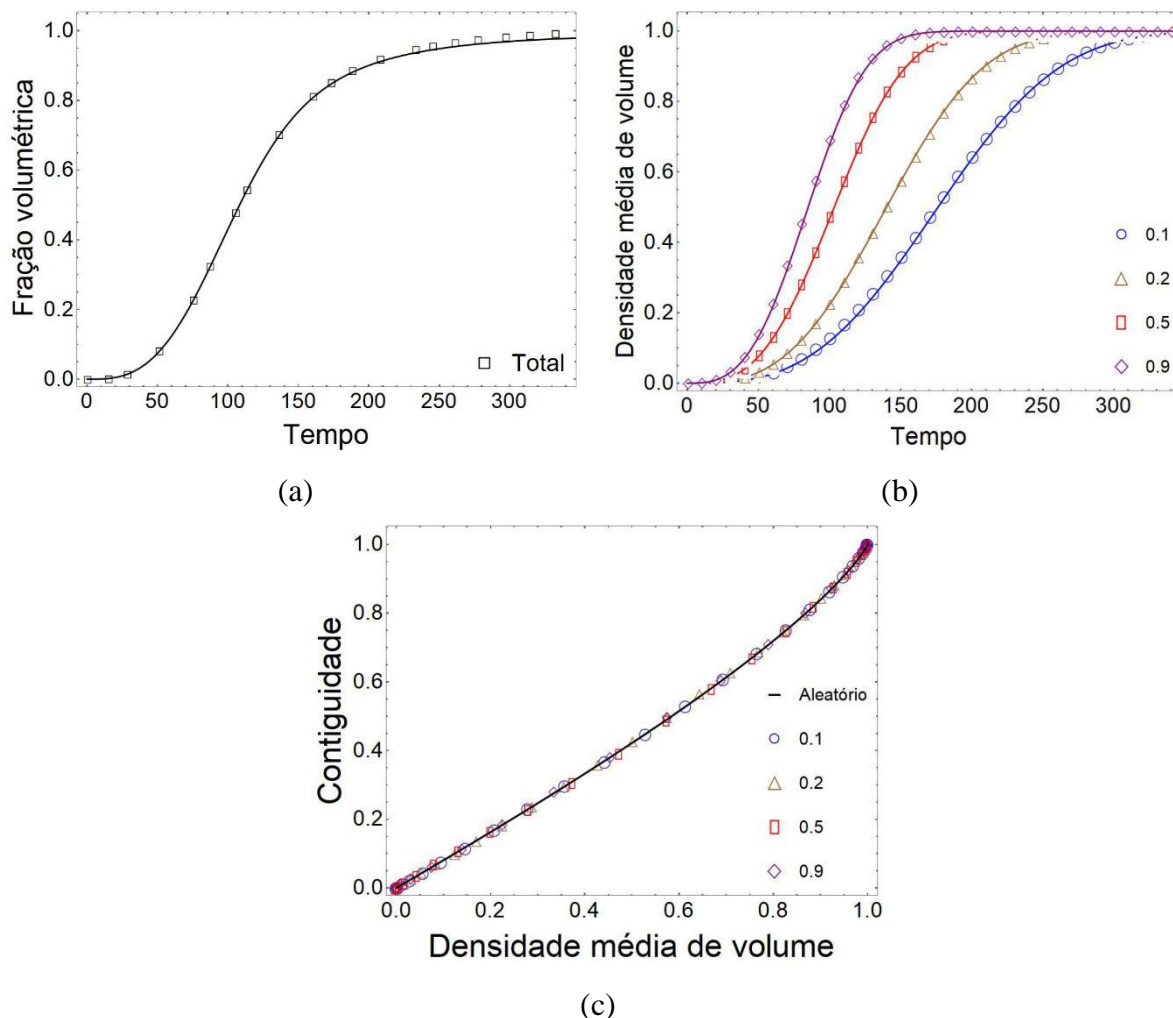 Fração volumétrica
1.0
0.8
0.6
0.4
0.2
0.0
Total
0 50 100 150 200 250 300
Tempo
(a)
Densidade média de volume
1.0
0.8
0.6
0.4
0.2
0.0
0.1
0.2
0.5
0.9
0 50 100 150 200 250 300
Tempo
(b)
Contiguidade
1.0
0.8
0.6
0.4
0.2
0.0
Aleatório
0.1
0.2
0.5
0.9
0.0 0.2 0.4 0.6 0.8 1.0
Densidade média de volume
(c)